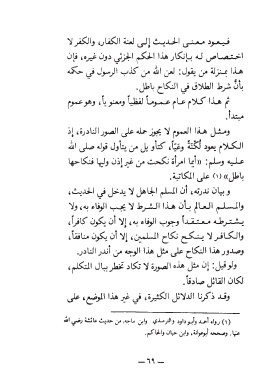 فيعود معنى الحديث إلى لعنة الكفار، والكفر لا
اختصاص له بإنكار هذا الحكم الجزئي دون غيره، فإن
هذا بمنزلة من يقول: لعن الله من كذب الرسول في حكمه
بأن شرط الطلاق في النكاح باطل.
ثم هذا كلام عام عموماً لفظياً ومعنوياً، وهو عموم
مبتدأ.
ومثل هذا العموم لا يجوز حمله على الصور النادرة، إذ
الكلام يعود لُكْنَةً وعِيّاً، كتأويل من يتأول قوله صلى الله
عليه وسلم: «أيما امرأة نكحت من غير إذن وليها فنكاحها
باطل» (١) على المكاتبة.
وبيان ندرته، أن المسلم الجاهل لا يدخل في الحديث،
والمسلم العالم بأن هذا الشرط لا يجب الوفاء به، ولا
يشترطه معتقداً وجوب الوفاء به، إلا أن يكون كافراً،
والكافر لا ينكح نكاح المسلمين، إلا أن يكون منافقاً،
وصدور هذا النكاح على مثل هذا الوجه من أندر النادر.
ولو قيل: إن مثل هذه الصورة لا تكاد تخطر ببال المتكلم،
لكان القائل صادقاً.
وقد ذكرنا الدلائل الكثيرة، في غير هذا الموضع، على
(١) رواه أحمد وأبو داود والترمذي وابن ماجه. من حديث عائشة رضي الله
عنها. وصححه أبو عوانة، وابن حبان والحاكم.
- ٦٩ -